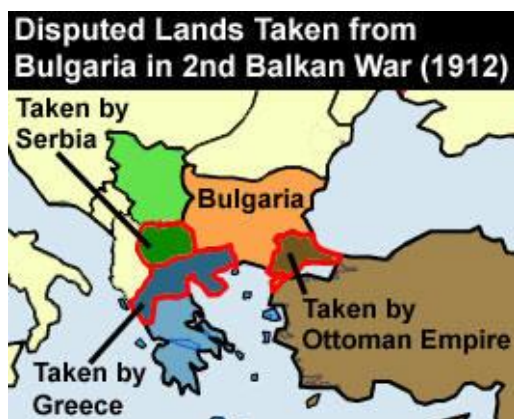 Disputed Lands Taken from
Bulgaria in 2nd Balkan War (1912)
Taken by
Serbia
Bulgaria
Taken by
Ottoman Empire
Taken by
Greece